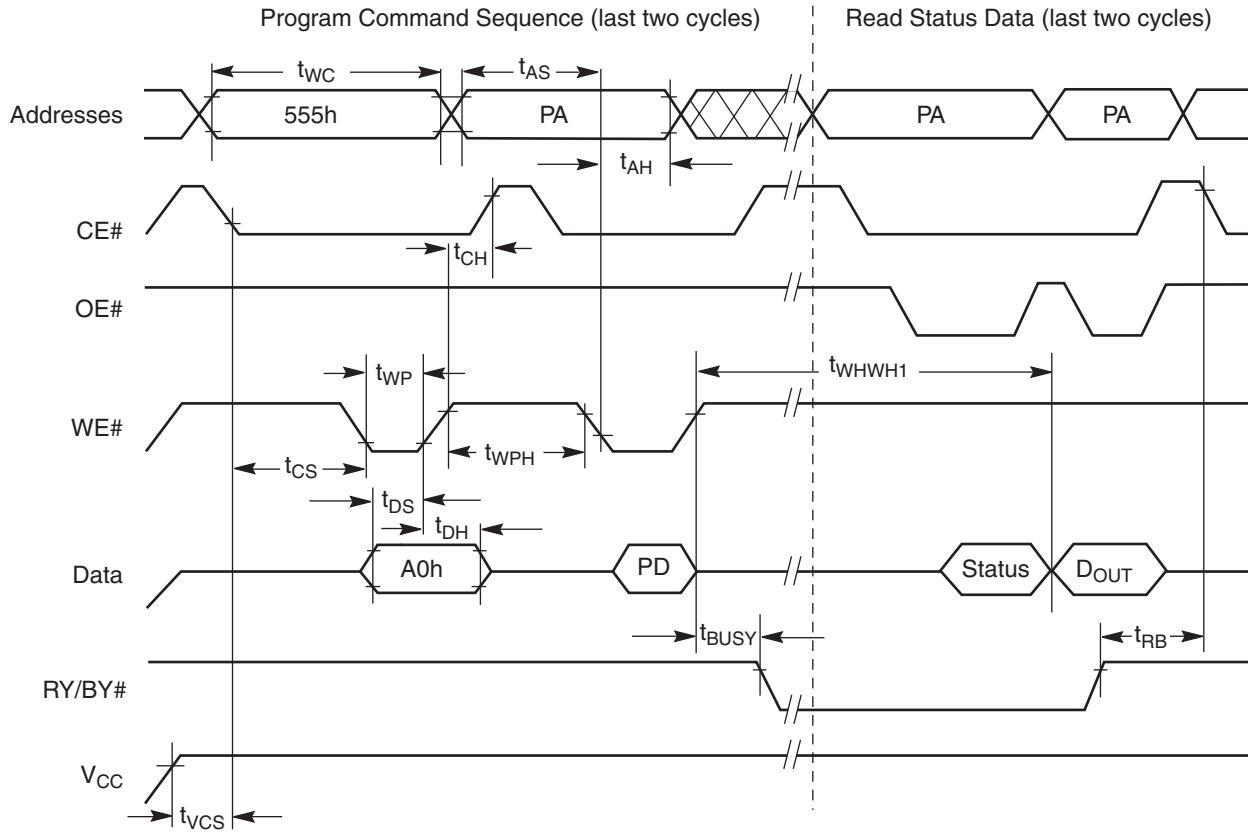 Program Command Sequence (last two cycles)
Read Status Data (last two cycles)
tWC
tAS
Addresses
555h
PA
PA
PA
tAH
CE#
tCH
OE#
tWP
tWHWH1
WE#
tCS
tWPH
tDS
tDH
Data
A0h
PD
Status
DOUT
tBUSY
tRB
RY/BY#
VCC
tVCS